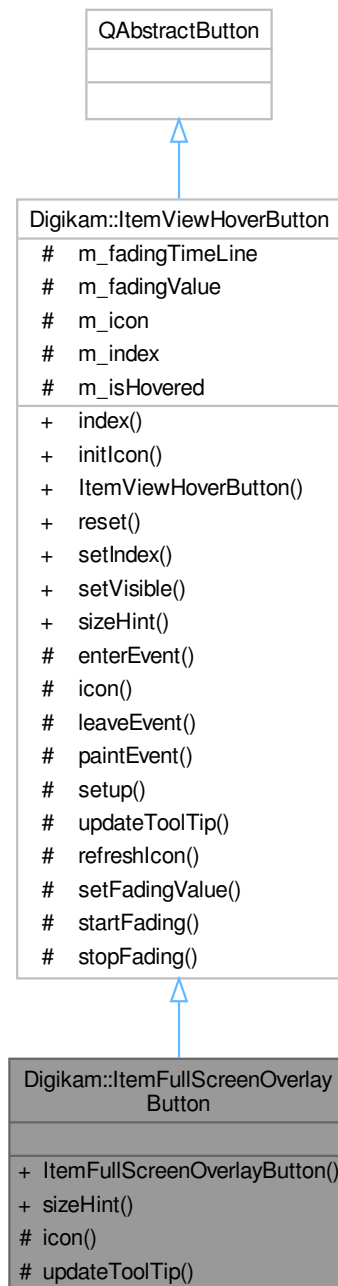 QAbstractButton
Digikam::ItemViewHoverButton
# m_fadingTimeLine
# m_fadingValue
# m_icon
# m_index
# m_isHovered
+ index()
+ initIcon()
+ ItemViewHoverButton()
+ reset()
+ setIndex()
+ setVisible()
+ sizeHint()
# enterEvent()
# icon()
# leaveEvent()
# paintEvent()
# setup()
# updateToolTip()
# refreshIcon()
# setFadingValue()
# startFading()
# stopFading()
Digikam::ItemFullScreenOverlay
Button
+ ItemFullScreenOverlayButton()
+ sizeHint()
# icon()
# updateToolTip()